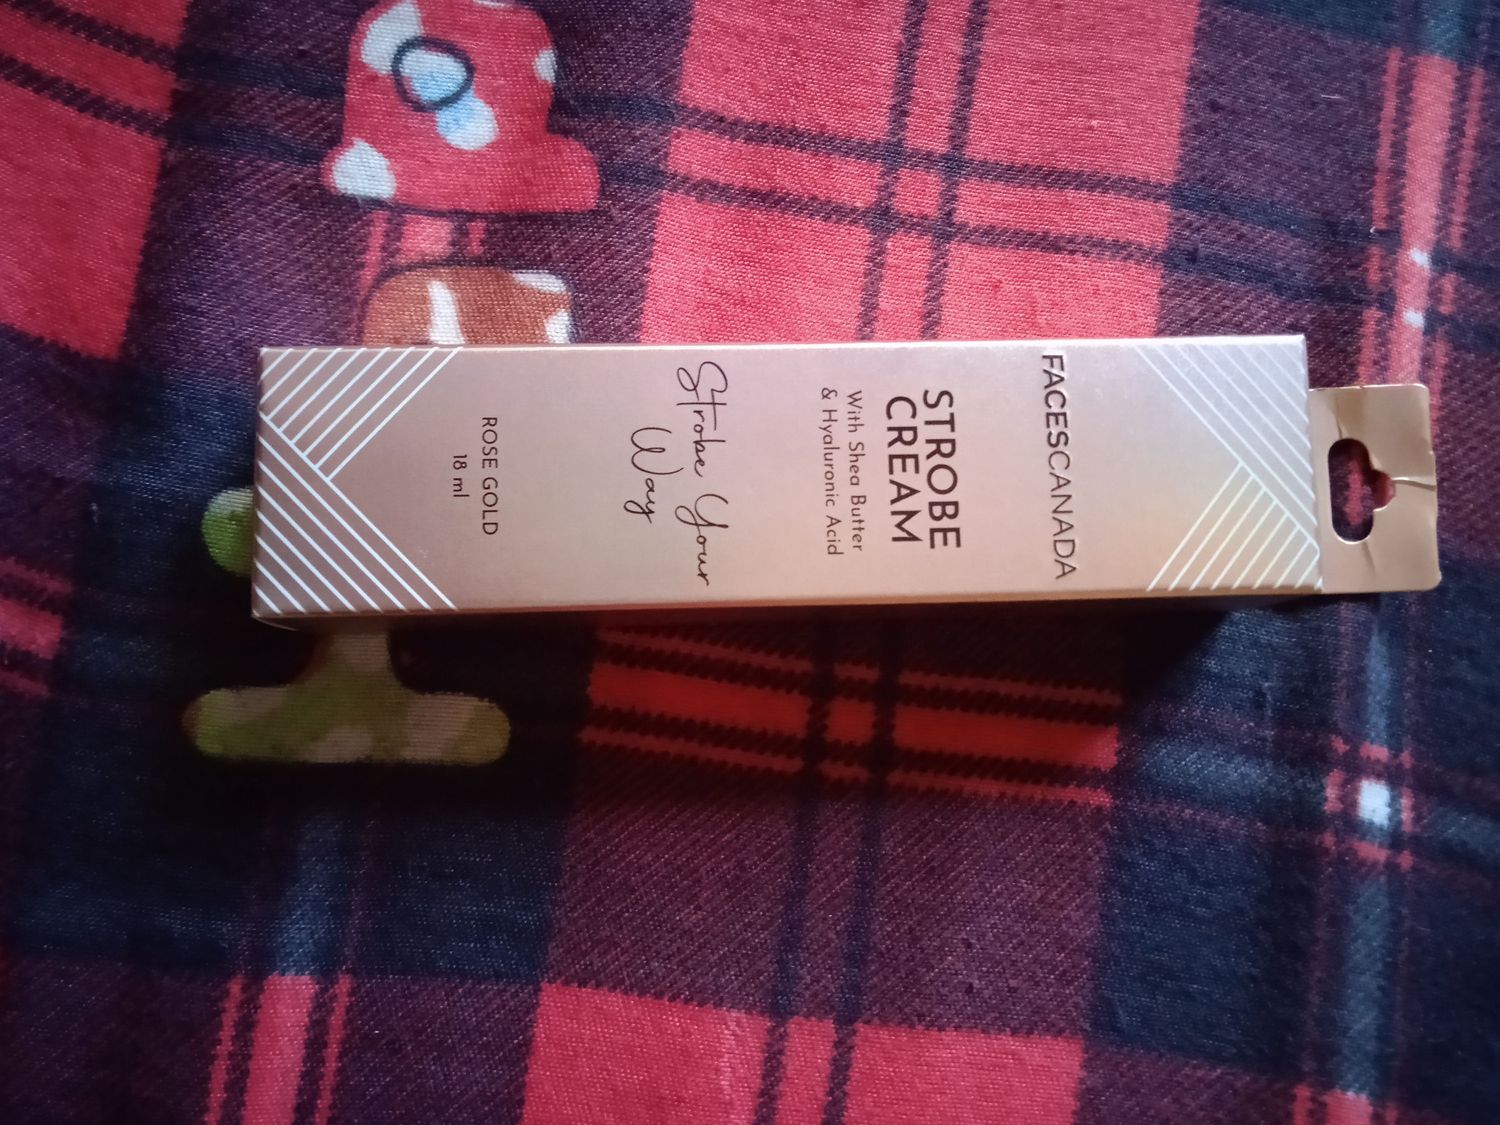 FACESCANADA
STROBE
CREAM
With Shea Butter
& Hyaluronic Acid
Strobe Your
Way
ROSE GOLD
18 ml